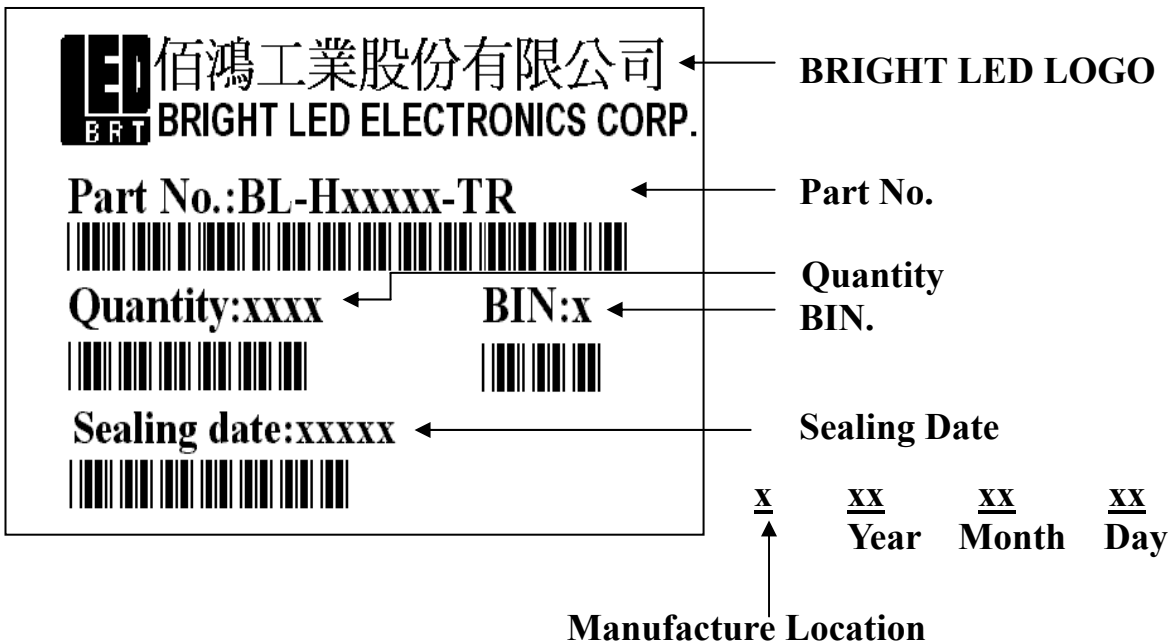 LED
BRT
佰鴻工業股份有限公司
BRIGHT LED ELECTRONICS CORP.
BRIGHT LED LOGO
Part No.:BL-Hxxxxx-TR
Part No.
Quantity:xxxx
BIN:x
Quantity
BIN.
Sealing date:xxxxx
Sealing Date
x xx xx xx
Year Month Day
Manufacture Location